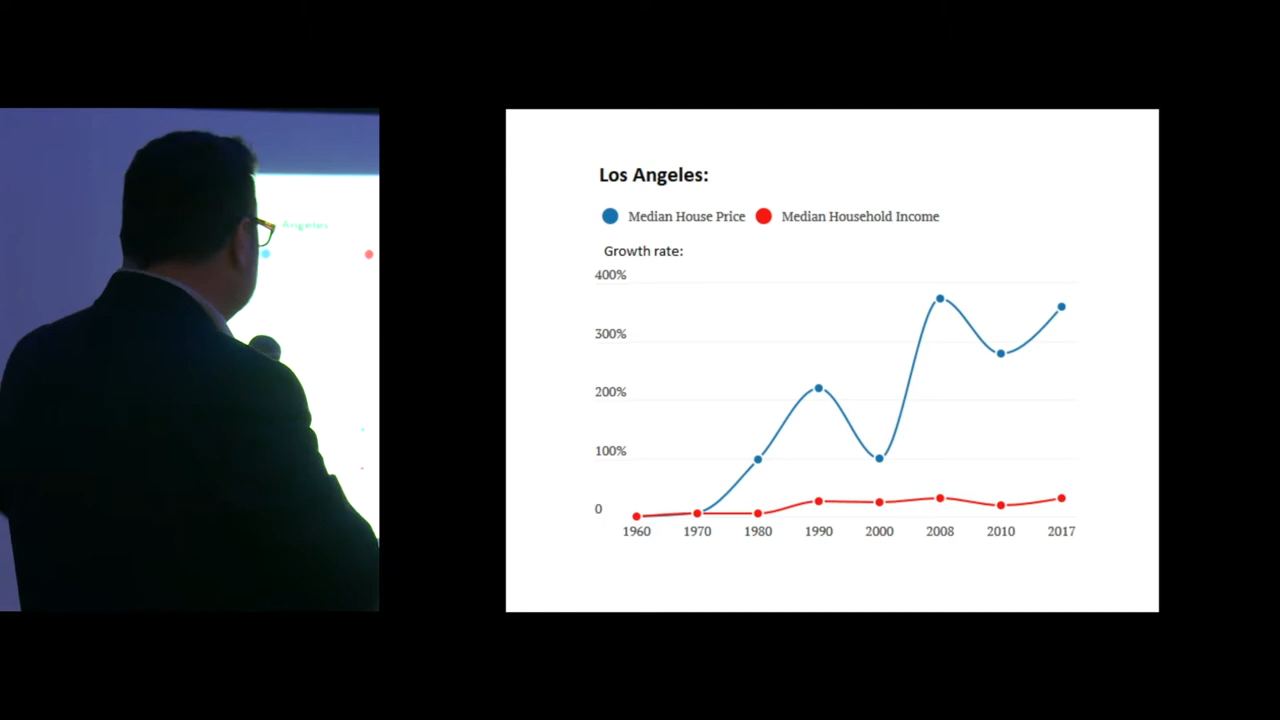 Angeles
Los Angeles:
Median House Price Median Household Income
Growth rate:
400%
300%
200%
100%
0
1960 1970 1980 1990 2000 2008 2010 2017